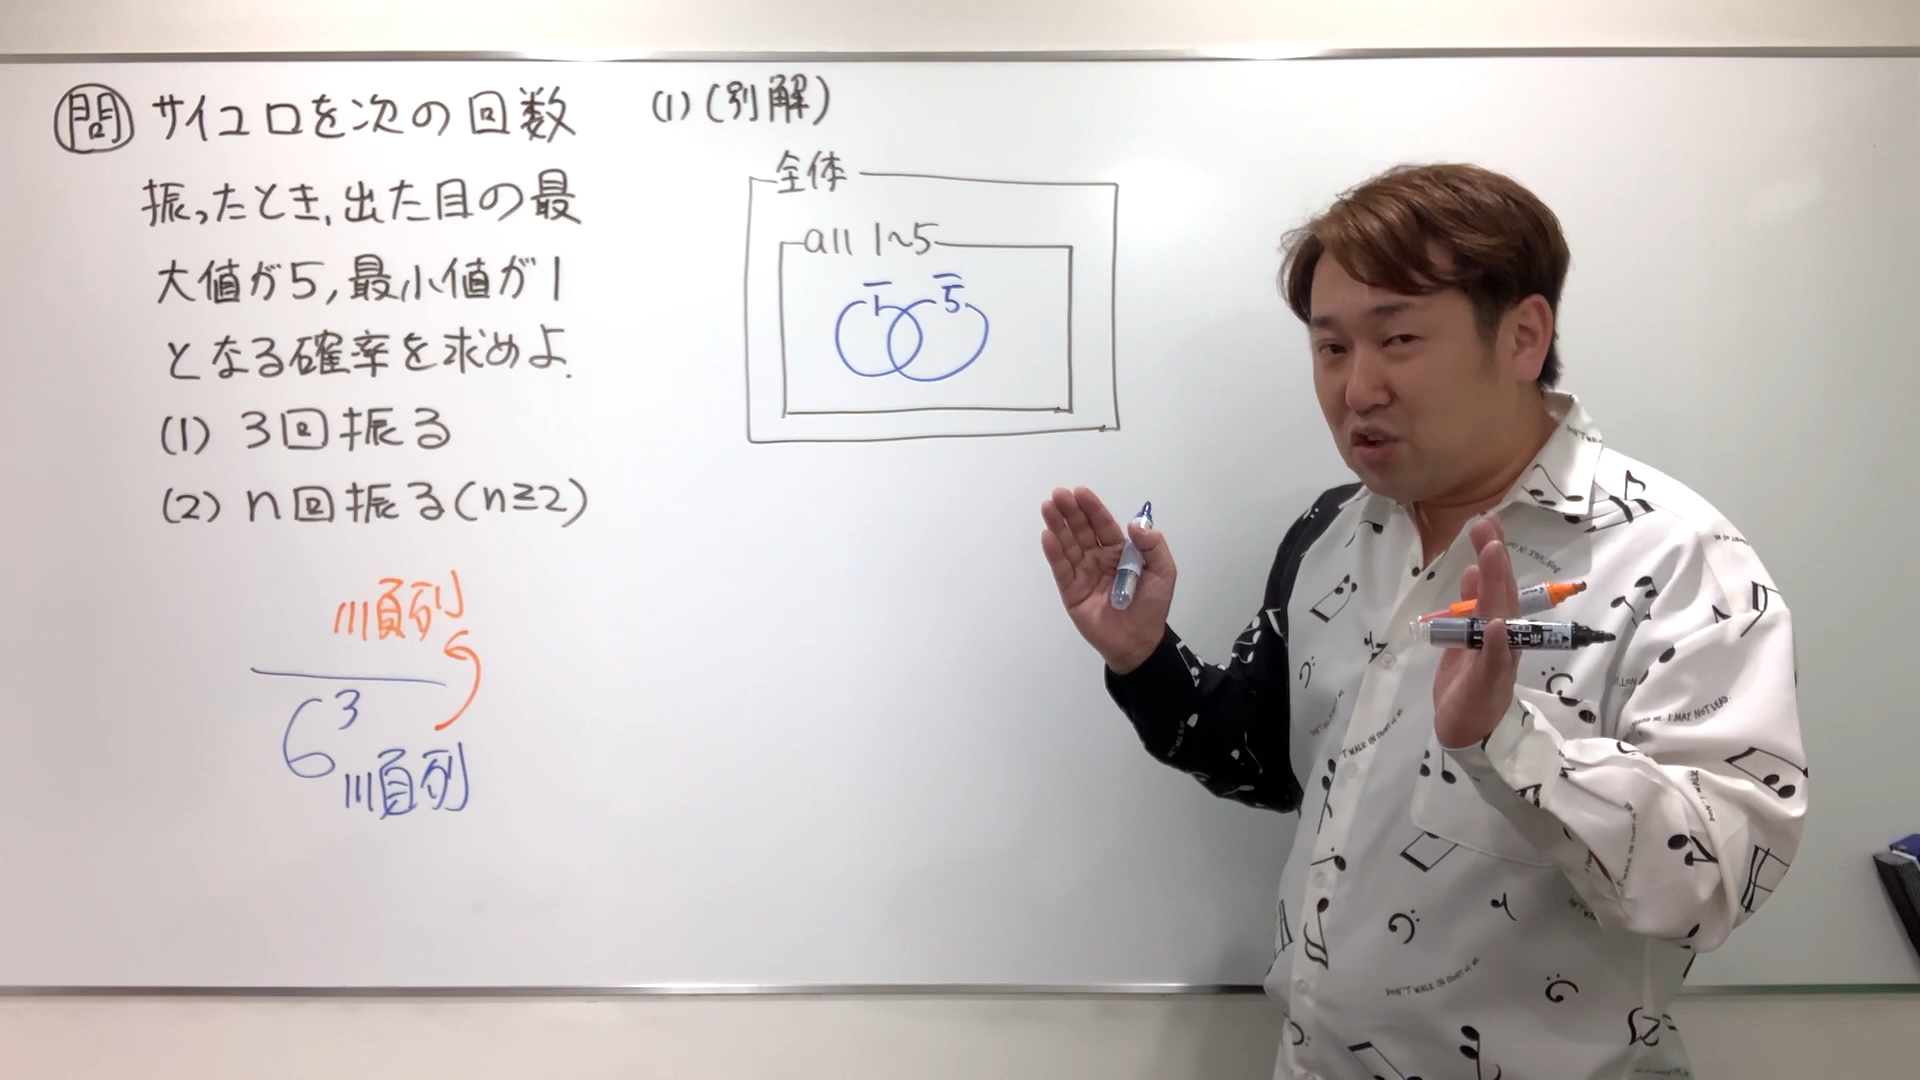 問 サイコロを次の回数
振ったとき、出た目の最
大値が5,最小値が1
となる確率を求めよ.
(1) 3回振る
(2) n回振る(n≧2)
順列
6³
順列
(1)(別解)
全体
all 1~5
1̅ 5̅